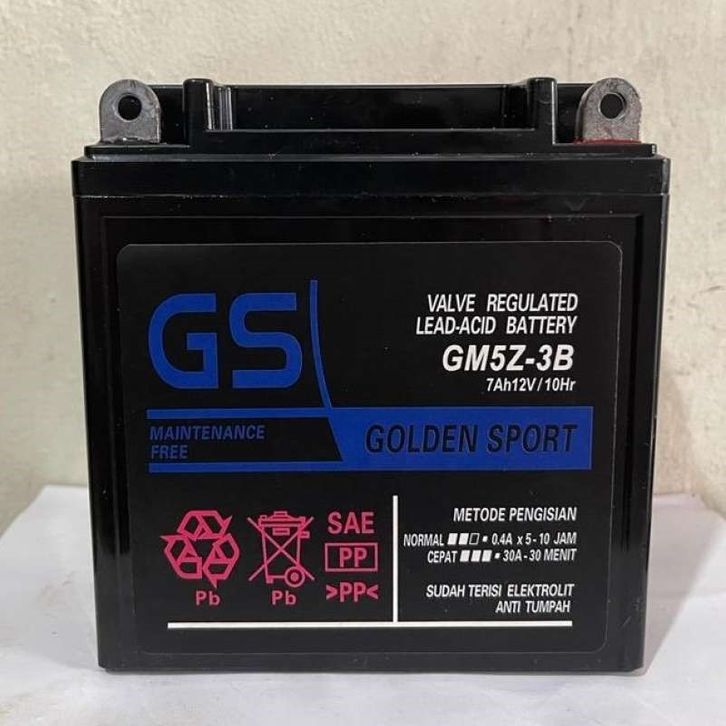 GS
VALVE REGULATED
LEAD-ACID BATTERY
GM5Z-3B
7Ah12V/10Hr
MAINTENANCE
FREE
GOLDEN SPORT
Pb
Pb
SAE
PP
>PP<
METODE PENGISIAN
NORMAL ■■□ • 0.4A x 5-10 JAM
CEPAT ■■■ • 30A-30 MENIT
SUDAH TERISI ELEKTROLIT
ANTI TUMPAH